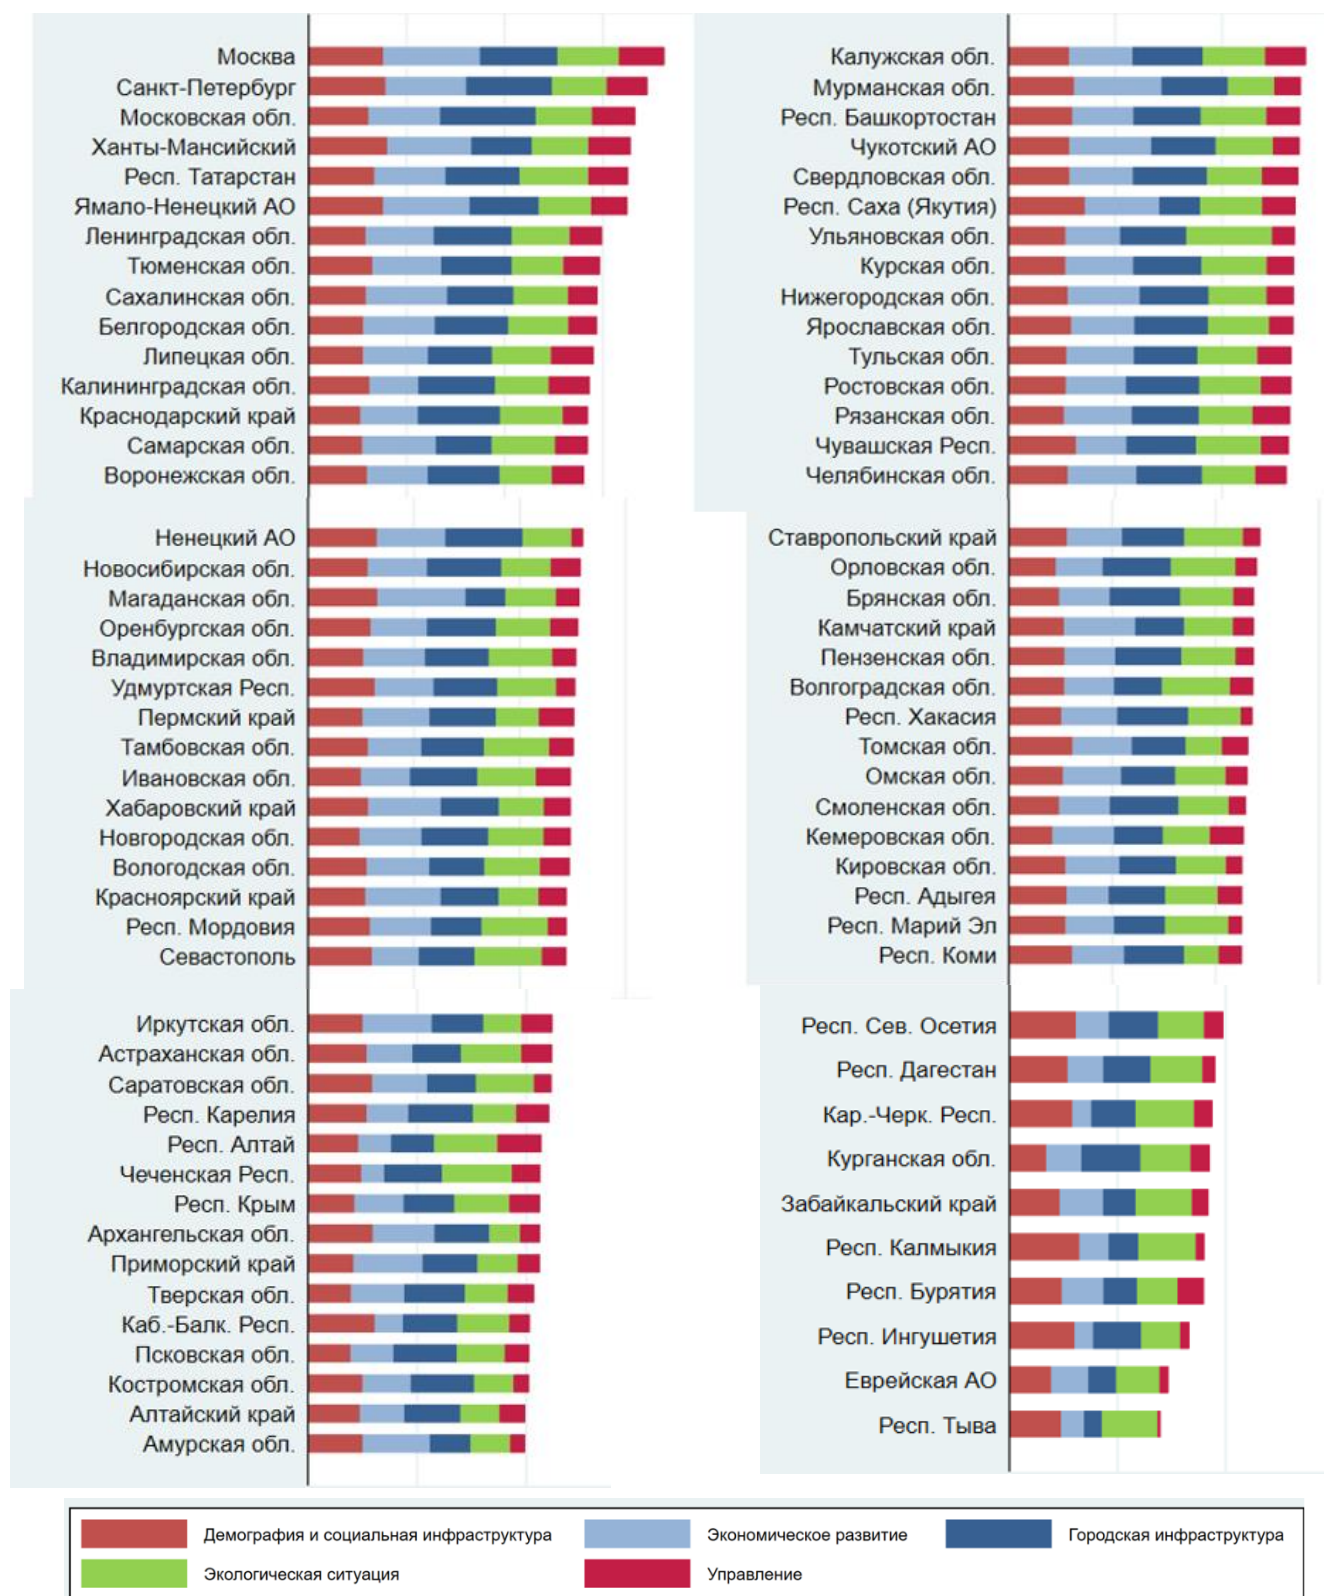 Москва
Санкт-Петербург
Московская обл.
Ханты-Мансийский
Респ. Татарстан
Ямало-Ненецкий АО
Ленинградская обл.
Тюменская обл.
Сахалинская обл.
Белгородская обл.
Липецкая обл.
Калининградская обл.
Краснодарский край
Самарская обл.
Воронежская обл.
Калужская обл.
Мурманская обл.
Респ. Башкортостан
Чукотский АО
Свердловская обл.
Респ. Саха (Якутия)
Ульяновская обл.
Курская обл.
Нижегородская обл.
Ярославская обл.
Тульская обл.
Ростовская обл.
Рязанская обл.
Чувашская Респ.
Челябинская обл.
Ненецкий АО
Новосибирская обл.
Магаданская обл.
Оренбургская обл.
Владимирская обл.
Удмуртская Респ.
Пермский край
Тамбовская обл.
Ивановская обл.
Хабаровский край
Новгородская обл.
Вологодская обл.
Красноярский край
Респ. Мордовия
Севастополь
Ставропольский край
Орловская обл.
Брянская обл.
Камчатский край
Пензенская обл.
Волгоградская обл.
Респ. Хакасия
Томская обл.
Омская обл.
Смоленская обл.
Кемеровская обл.
Кировская обл.
Респ. Адыгея
Респ. Марий Эл
Респ. Коми
Иркутская обл.
Астраханская обл.
Саратовская обл.
Респ. Карелия
Респ. Алтай
Чеченская Респ.
Респ. Крым
Архангельская обл.
Приморский край
Тверская обл.
Каб.-Балк. Респ.
Псковская обл.
Костромская обл.
Алтайский край
Амурская обл.
Респ. Сев. Осетия
Респ. Дагестан
Кар.-Черк. Респ.
Курганская обл.
Забайкальский край
Респ. Калмыкия
Респ. Бурятия
Респ. Ингушетия
Еврейская АО
Респ. Тыва
Демография и социальная инфраструктура
Экономическое развитие
Городская инфраструктура
Экологическая ситуация
Управление